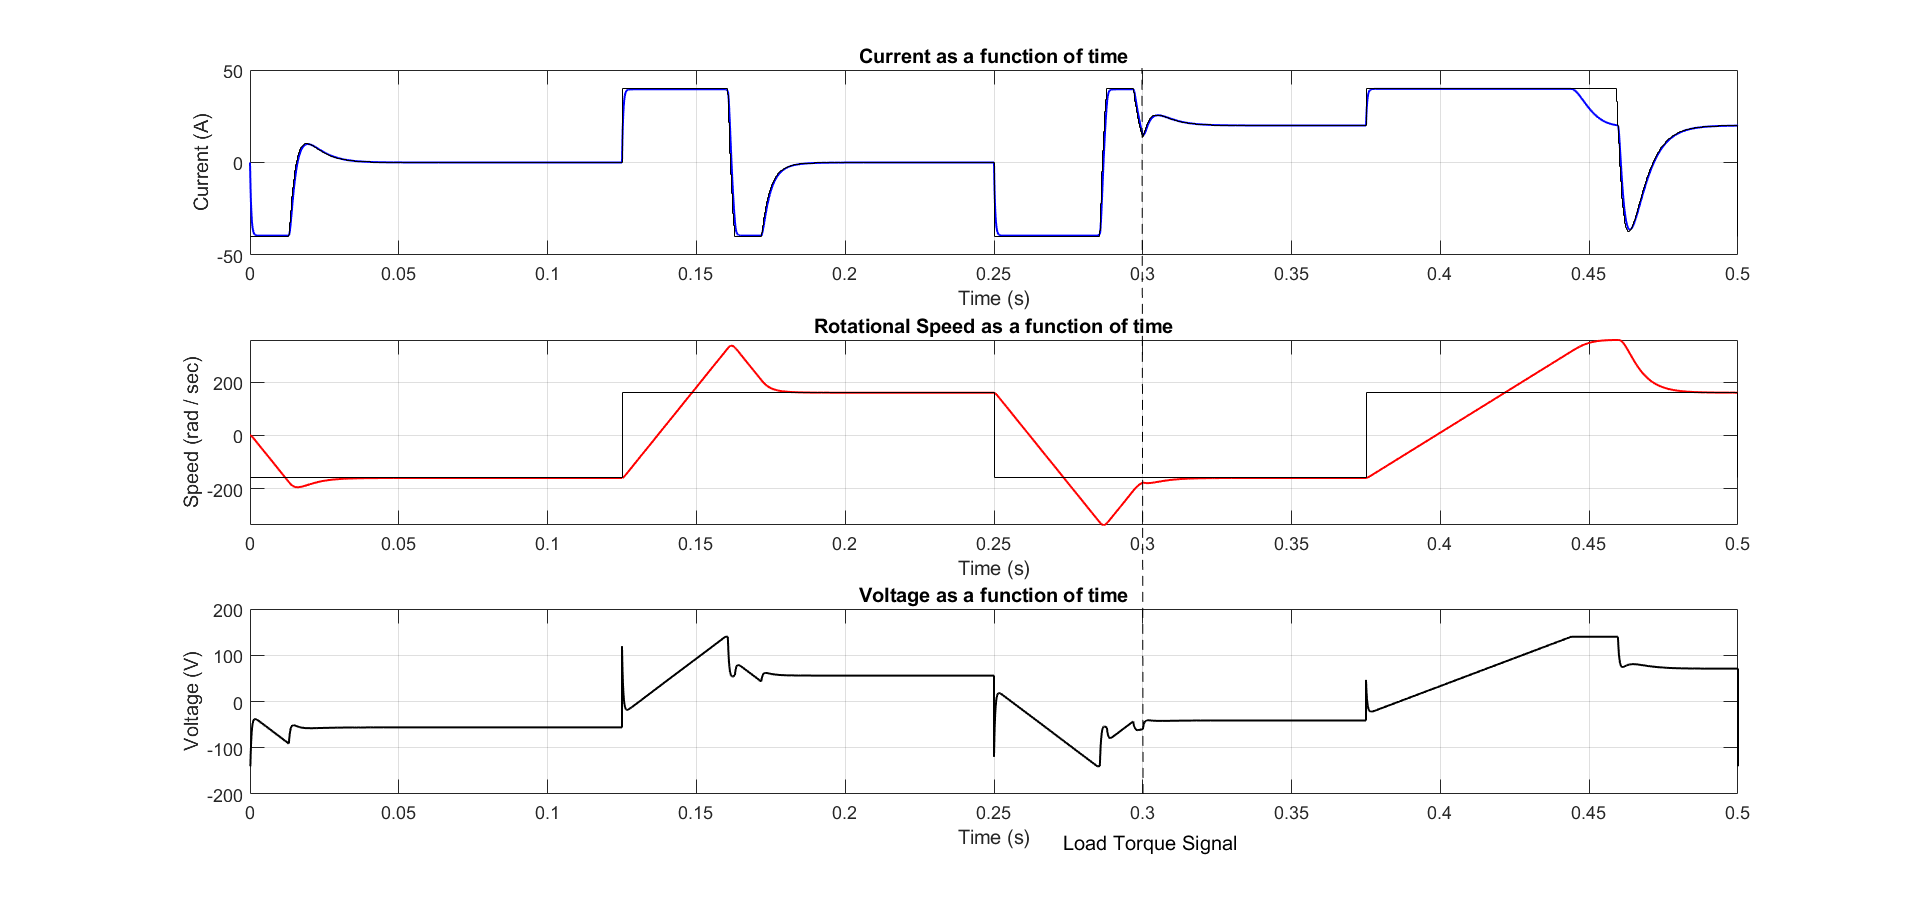 Current as a function of time
Current (A)
50
0
-50
0 0.05 0.1 0.15 0.2 0.25 0.3 0.35 0.4 0.45 0.5
Time (s)
Rotational Speed as a function of time
Speed (rad / sec)
200
0
-200
0 0.05 0.1 0.15 0.2 0.25 0.3 0.35 0.4 0.45 0.5
Time (s)
Voltage as a function of time
Voltage (V)
200
100
0
-100
-200
0 0.05 0.1 0.15 0.2 0.25 0.3 0.35 0.4 0.45 0.5
Time (s)
Load Torque Signal